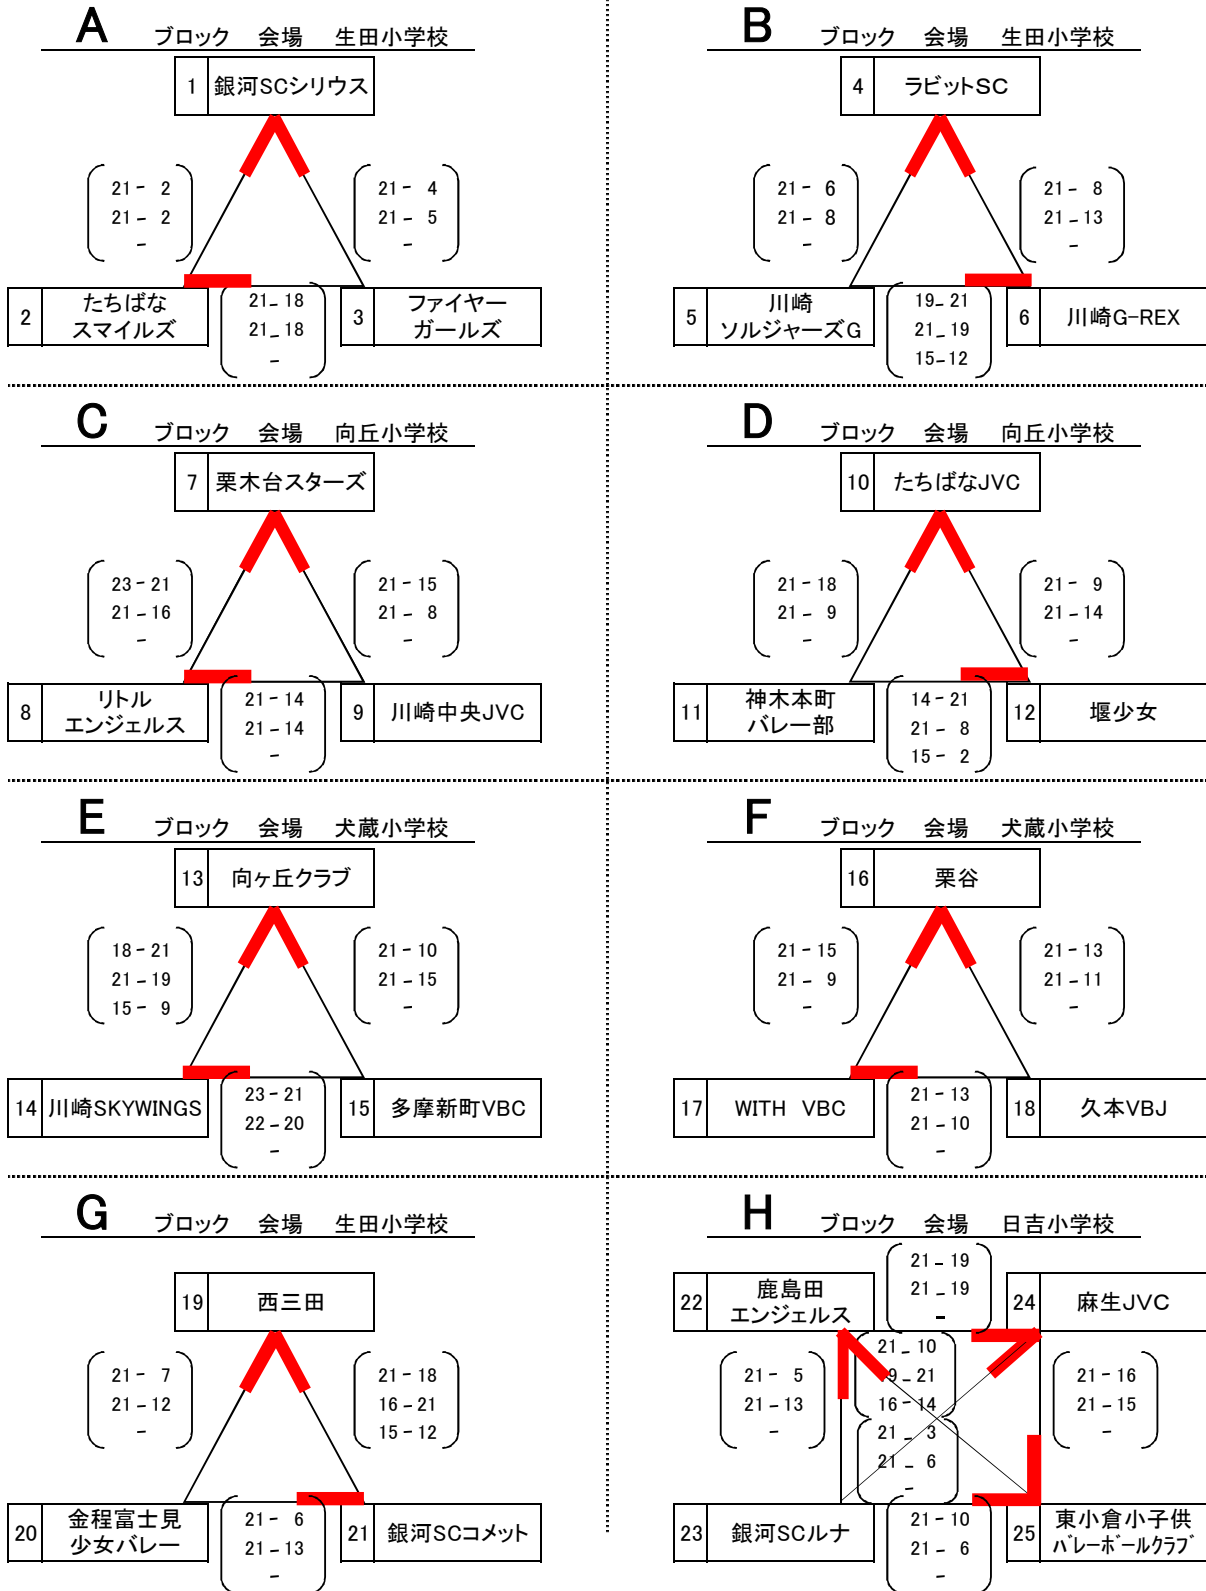 A ブロック 会場 生田小学校
1 銀河SCシリウス
21 - 2
21 - 2
-
21 - 4
21 - 5
-
2 たちばな
スマイルズ
21 - 18
21 - 18
-
3 ファイヤー
ガールズ
B ブロック 会場 生田小学校
4 ラビットSC
21 - 6
21 - 8
-
21 - 8
21 - 13
-
5 川崎
ソルジャーズG
19 - 21
21 - 19
15 - 12
6 川崎G-REX
C ブロック 会場 向丘小学校
7 栗木台スターズ
23 - 21
21 - 16
-
21 - 15
21 - 8
-
8 リトル
エンジェルス
21 - 14
21 - 14
-
9 川崎中央JVC
D ブロック 会場 向丘小学校
10 たちばなJVC
21 - 18
21 - 9
-
21 - 9
21 - 14
-
11 神木本町
バレー部
14 - 21
21 - 8
15 - 2
12 堰少女
E ブロック 会場 犬蔵小学校
13 向ヶ丘クラブ
18 - 21
21 - 19
15 - 9
21 - 10
21 - 15
-
14 川崎SKYWINGS
23 - 21
22 - 20
-
15 多摩新町VBC
F ブロック 会場 犬蔵小学校
16 栗谷
21 - 15
21 - 9
-
21 - 13
21 - 11
-
17 WITH VBC
21 - 13
21 - 10
-
18 久本VBJ
G ブロック 会場 生田小学校
19 西三田
21 - 7
21 - 12
-
21 - 18
16 - 21
15 - 12
20 金程富士見
少女バレー
21 - 6
21 - 13
-
21 銀河SCコメット
H ブロック 会場 日吉小学校
22 鹿島田
エンジェルス
21 - 19
21 - 19
-
24 麻生JVC
21 - 5
21 - 13
-
21 - 10
9 - 21
16 - 14
21 - 3
21 - 6
-
21 - 16
21 - 15
-
23 銀河SCルナ
21 - 10
21 - 6
-
25 東小倉小子供
バレーボールクラブ